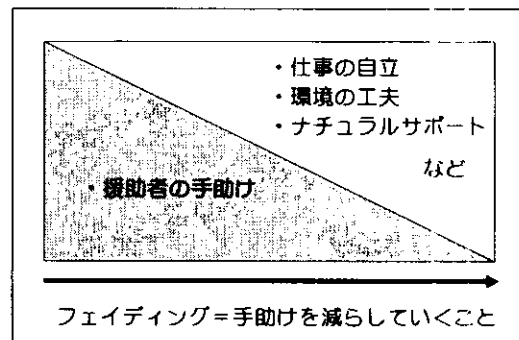 ・仕事の自立
・環境の工夫
・ナチュラルサポート
など
・援助者の手助け
フェイディング＝手助けを減らしていくこと